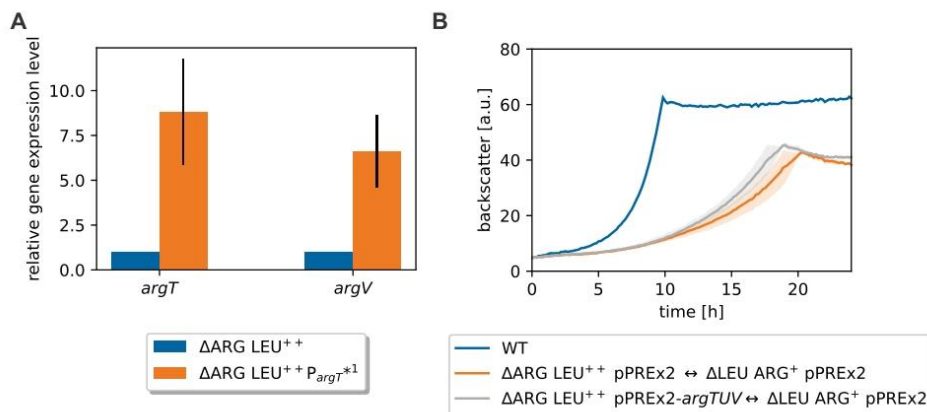 A
relative gene expression level
10.0
7.5
5.0
2.5
0.0
argT
argV
ΔARG LEU⁺⁺
ΔARG LEU⁺⁺P_argT*¹
B
backscatter [a.u.]
80
60
40
20
0
0
5
10
15
20
time [h]
WT
ΔARG LEU⁺⁺ pPREx2 ↔ ΔLEU ARG⁺ pPREx2
ΔARG LEU⁺⁺ pPREx2-argTUV ↔ ΔLEU ARG⁺ pPREx2